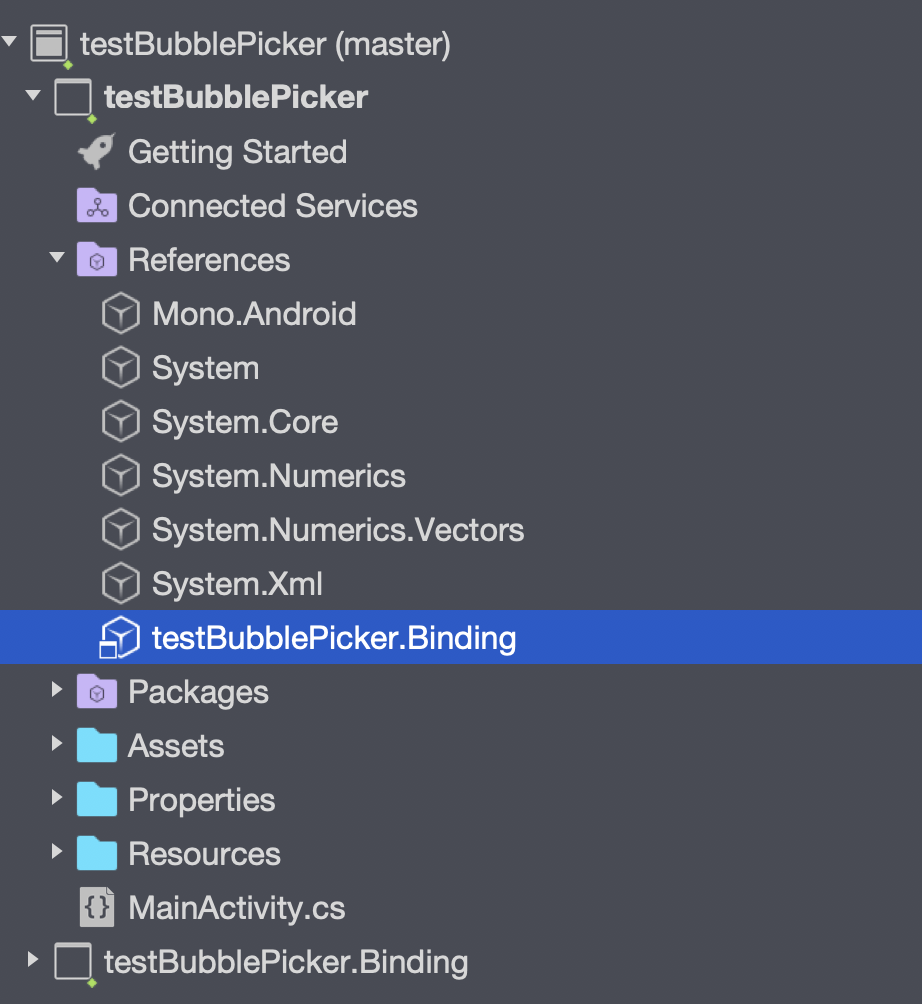 testBubblePicker (master)
testBubblePicker
Getting Started
Connected Services
References
Mono.Android
System
System.Core
System.Numerics
System.Numerics.Vectors
System.Xml
testBubblePicker.Binding
Packages
Assets
Properties
Resources
MainActivity.cs
testBubblePicker.Binding